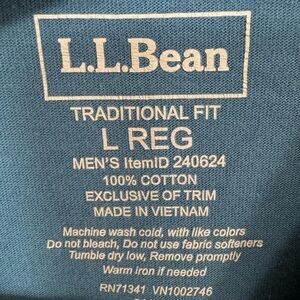 L.L.Bean
TRADITIONAL FIT
L REG
MEN'S ItemID 240624
100% COTTON
EXCLUSIVE OF TRIM
MADE IN VIETNAM
Machine wash cold, with like colors
Do not bleach, Do not use fabric softeners
Tumble dry low, Remove promptly
Warm iron if needed
RN71341 VN1002746